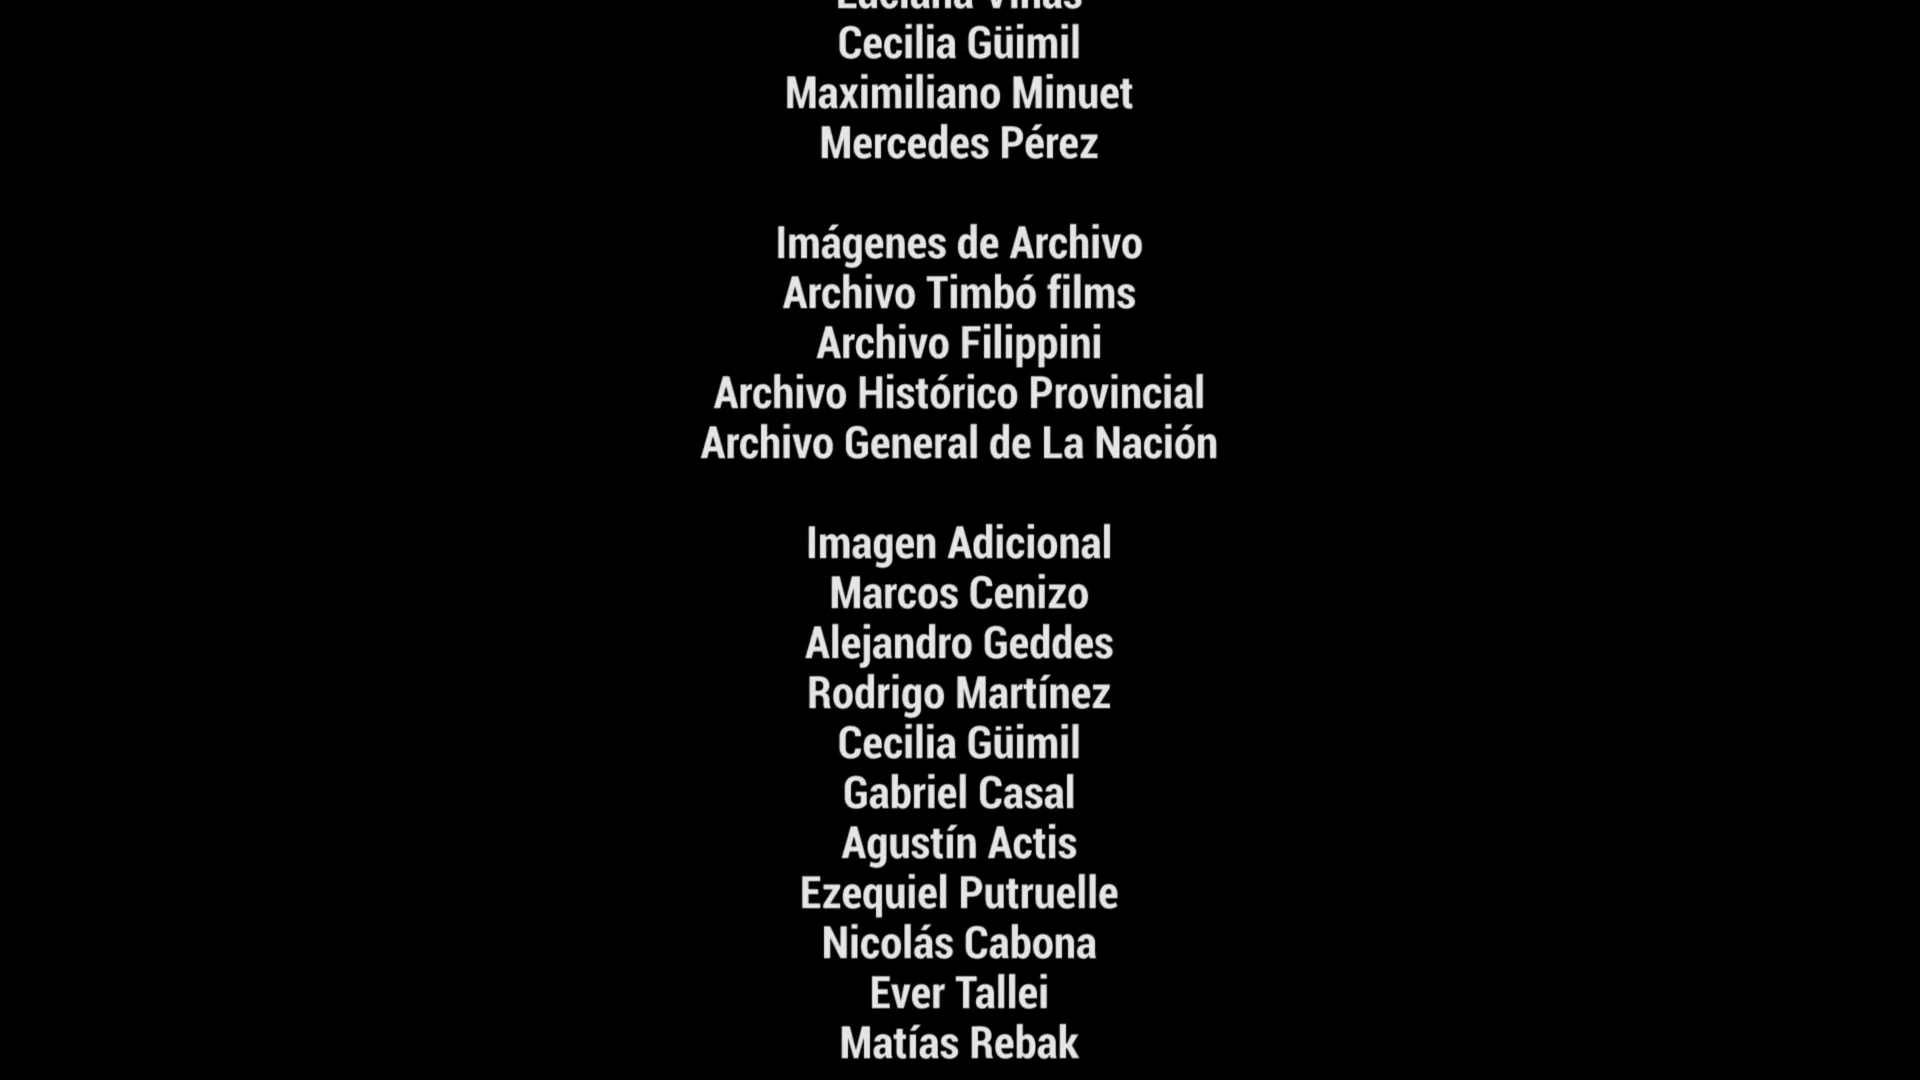 Luciana Viñas
Cecilia Güimil
Maximiliano Minuet
Mercedes Pérez
Imágenes de Archivo
Archivo Timbó films
Archivo Filippini
Archivo Histórico Provincial
Archivo General de La Nación
Imagen Adicional
Marcos Cenizo
Alejandro Geddes
Rodrigo Martínez
Cecilia Güimil
Gabriel Casal
Agustín Actis
Ezequiel Putruelle
Nicolás Cabona
Ever Tallei
Matías Rebak